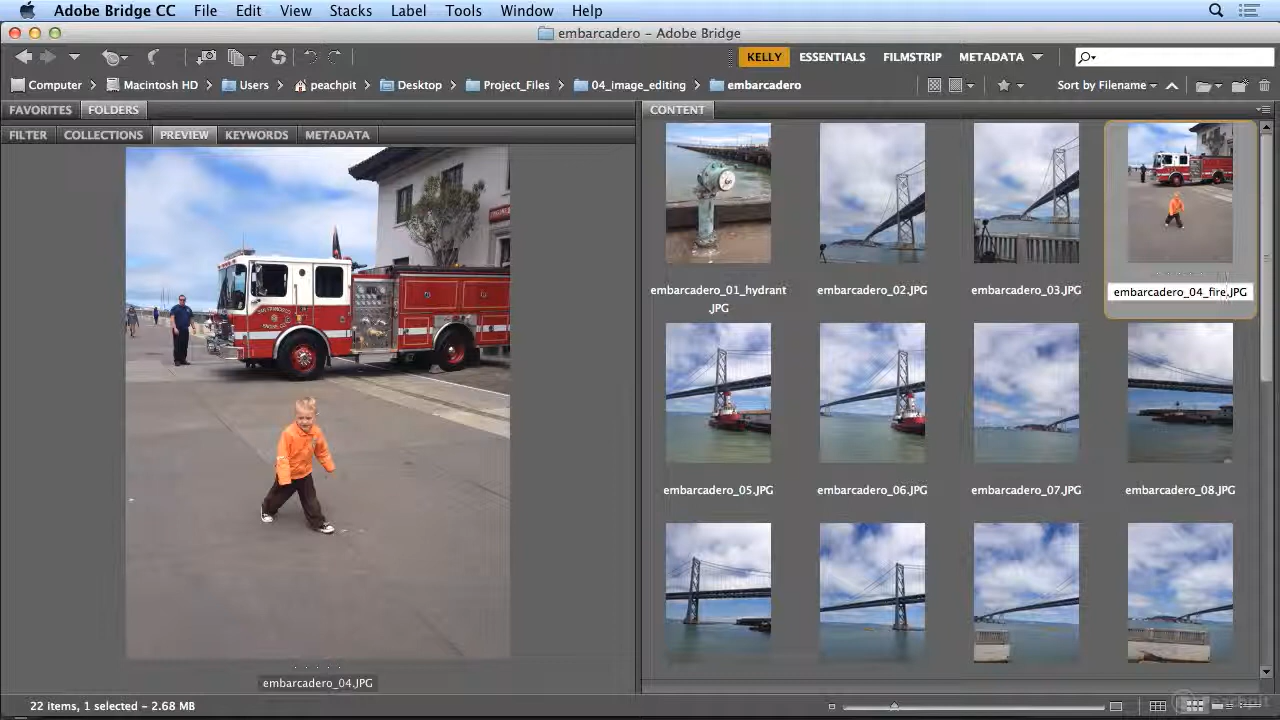 Adobe Bridge CC File Edit View Stacks Label Tools Window Help
embarcadero – Adobe Bridge
KELLY ESSENTIALS FILMSTRIP METADATA
Computer Macintosh HD Users peachpit Desktop Project_Files 04_image_editing embarcadero Sort by Filename
FAVORITES FOLDERS
FILTER COLLECTIONS PREVIEW KEYWORDS METADATA
embarcadero_04.JPG
CONTENT
embarcadero_01_hydrant
.JPG
embarcadero_02.JPG
embarcadero_03.JPG
embarcadero_04_fire.JPG
embarcadero_05.JPG
embarcadero_06.JPG
embarcadero_07.JPG
embarcadero_08.JPG
22 items, 1 selected – 2.68 MB
peachpit